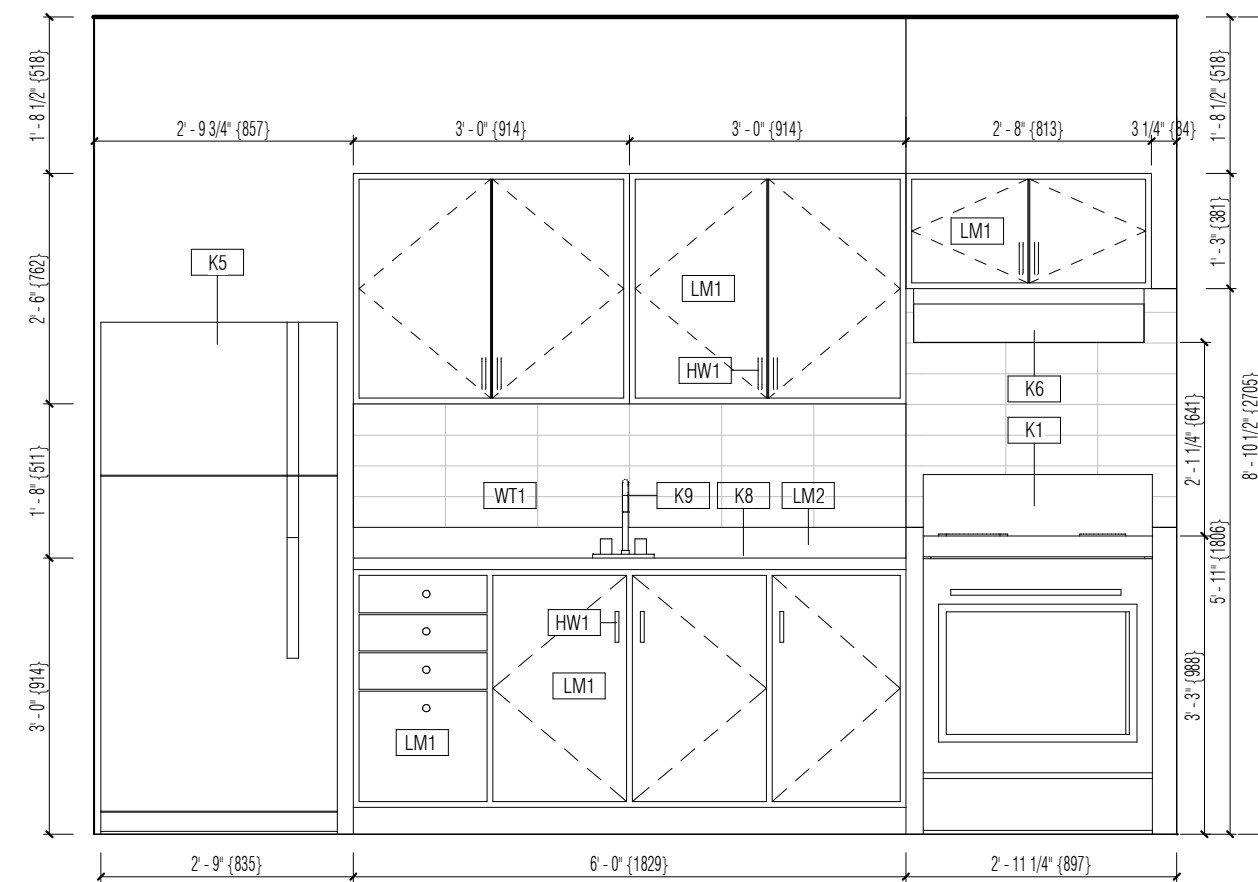 2' - 9 3/4" {857}
3' - 0" {914}
3' - 0" {914}
2' - 8" {813}
3 1/4" {84}
1' - 8 1/2" {518}
1' - 8 1/2" {518}
K5
LM1
LM1
HW1
2' - 6" {762}
1' - 3" {381}
K6
K1
WT1
K9
K8
LM2
1' - 8" {511}
2' - 1 1/4" {641}
8' - 10 1/2" {2705}
5' - 11" {1806}
HW1
LM1
LM1
3' - 0" {914}
3' - 3" {988}
2' - 9" {835}
6' - 0" {1829}
2' - 11 1/4" {897}